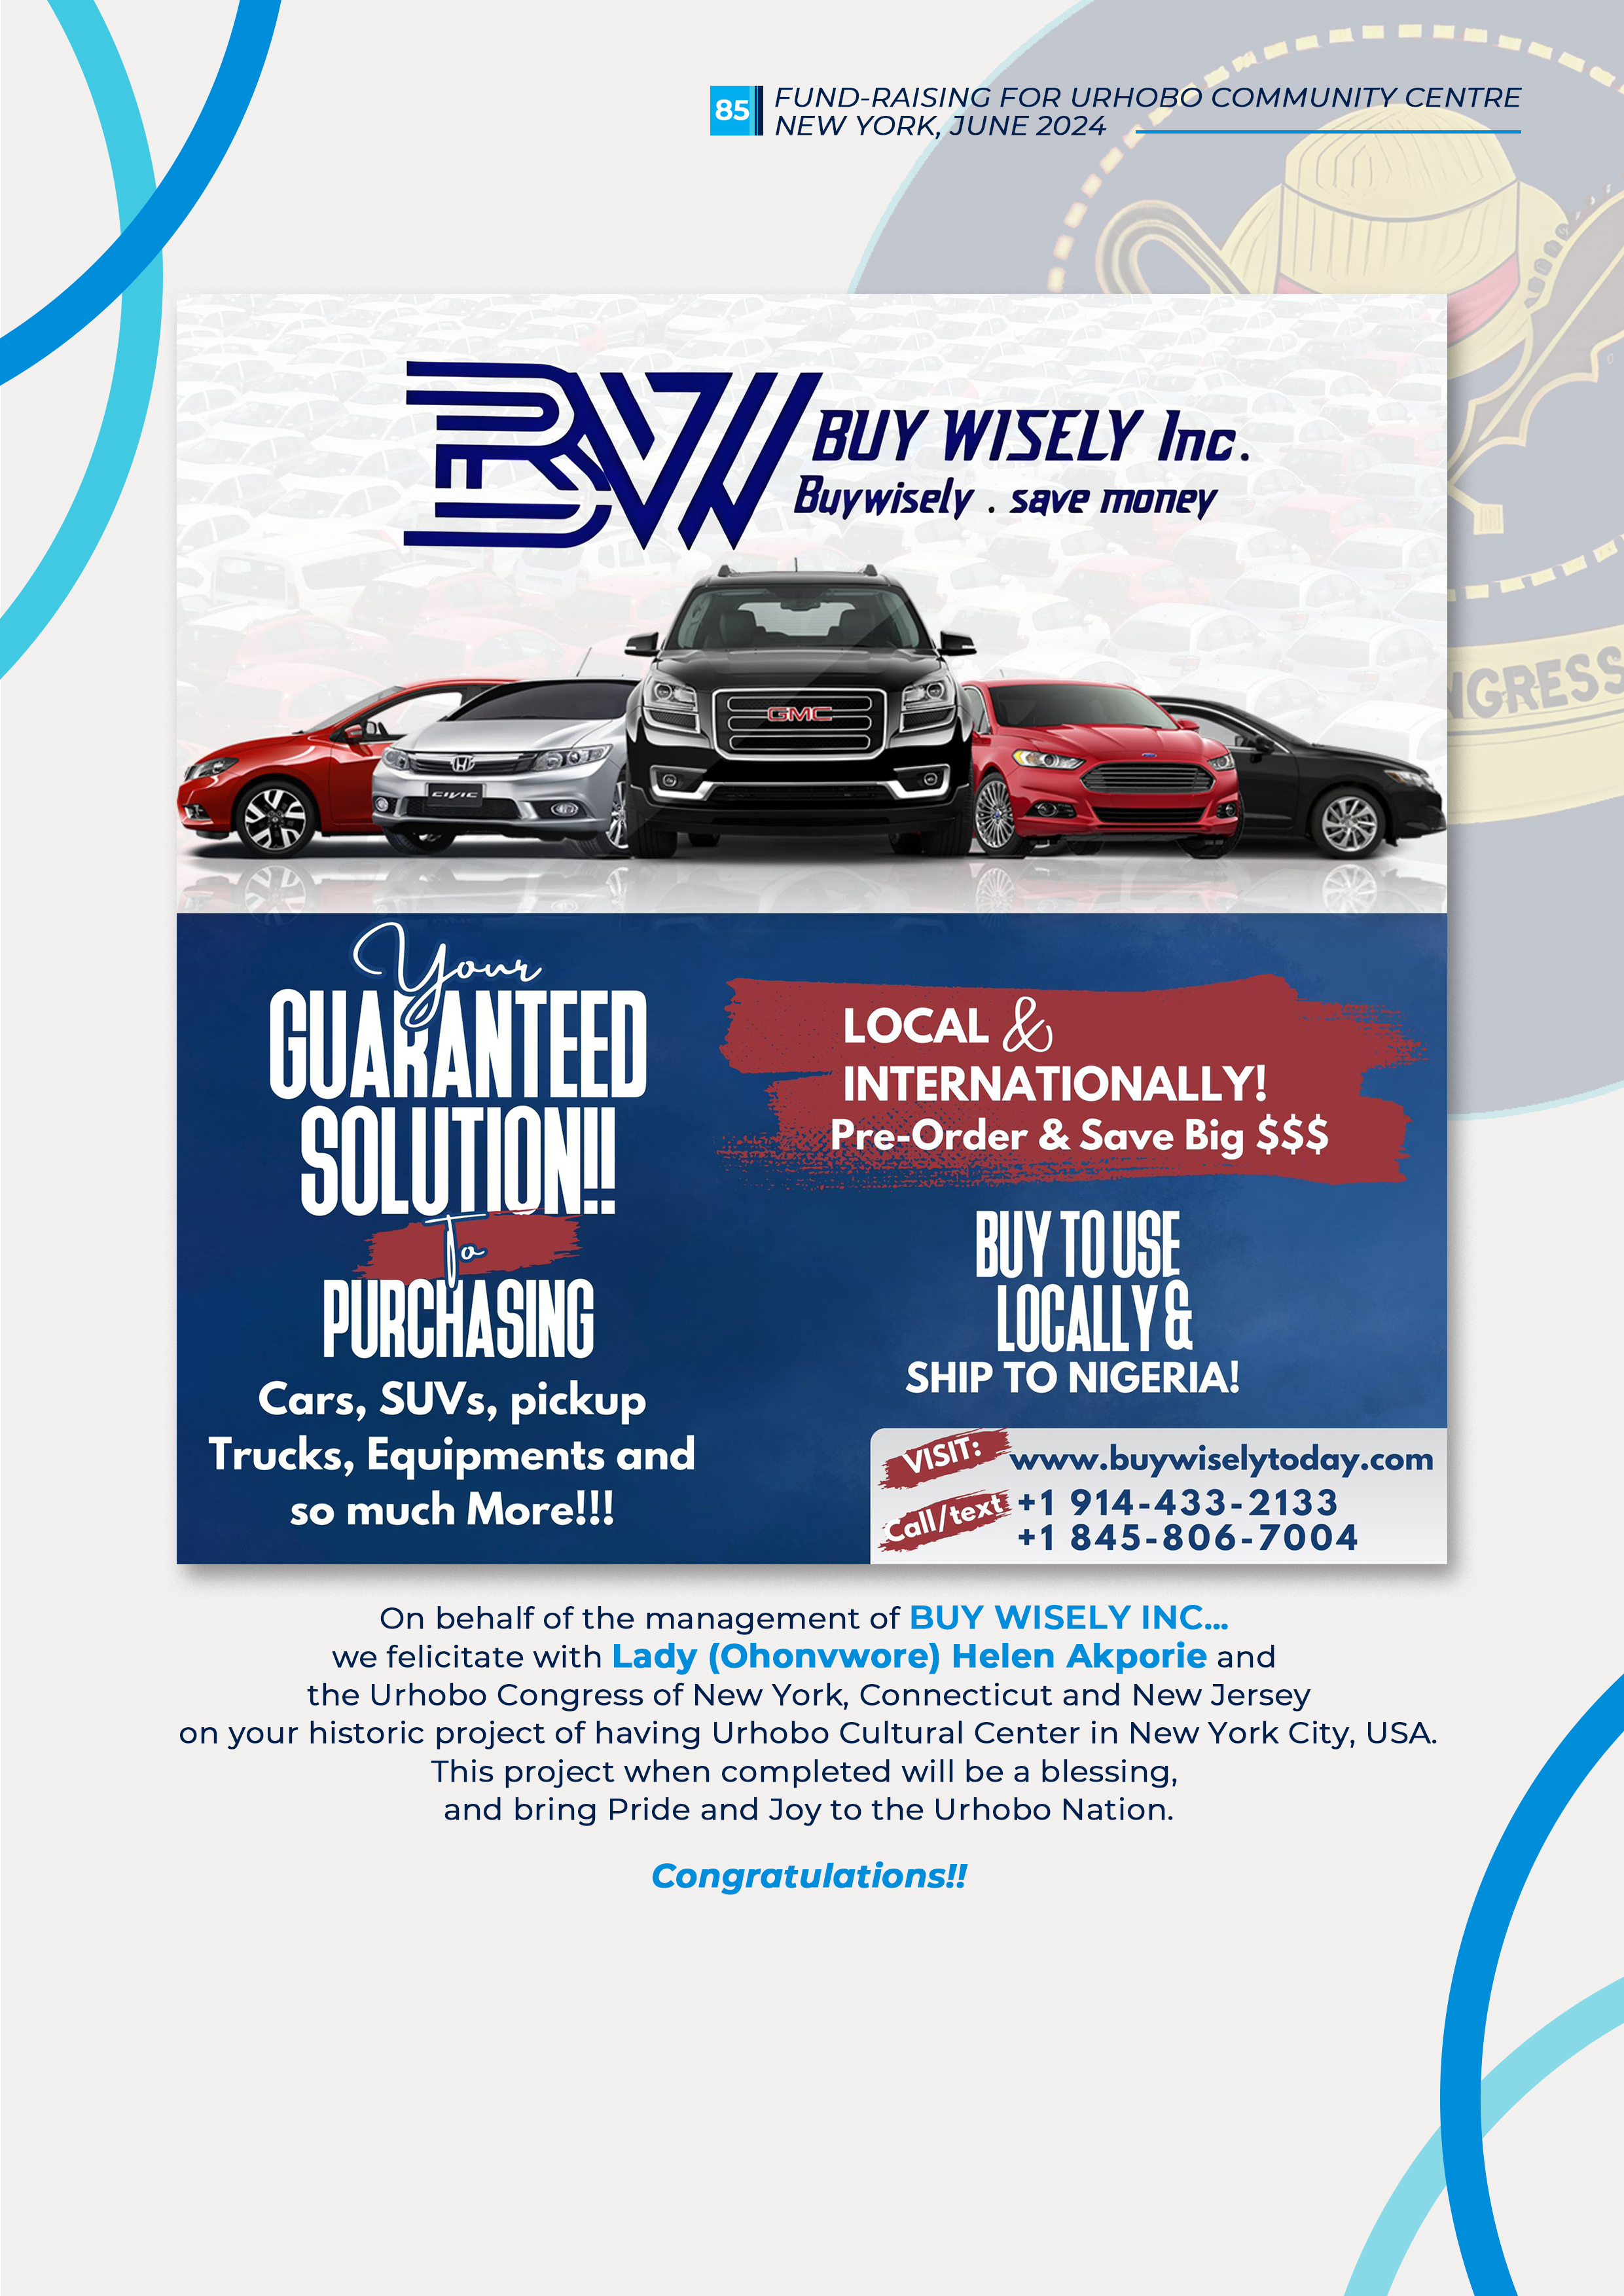 85
FUND-RAISING FOR URHOBO COMMUNITY CENTRE
NEW YORK, JUNE 2024
NGRESS
BW
BUY WISELY Inc.
Buywisely . save money
GMC
CIVIC
Your
GUARANTEED
SOLUTION!!
To
PURCHASING
Cars, SUVs, pickup
Trucks, Equipments and
so much More!!!
LOCAL &
INTERNATIONALLY!
Pre-Order & Save Big $$$
BUY TO USE
LOCALLY &
SHIP TO NIGERIA!
VISIT: www.buywiselytoday.com
Call/text +1 914-433-2133
+1 845-806-7004
On behalf of the management of BUY WISELY INC...
we felicitate with Lady (Ohonvwore) Helen Akporie and
the Urhobo Congress of New York, Connecticut and New Jersey
on your historic project of having Urhobo Cultural Center in New York City, USA.
This project when completed will be a blessing,
and bring Pride and Joy to the Urhobo Nation.
Congratulations!!